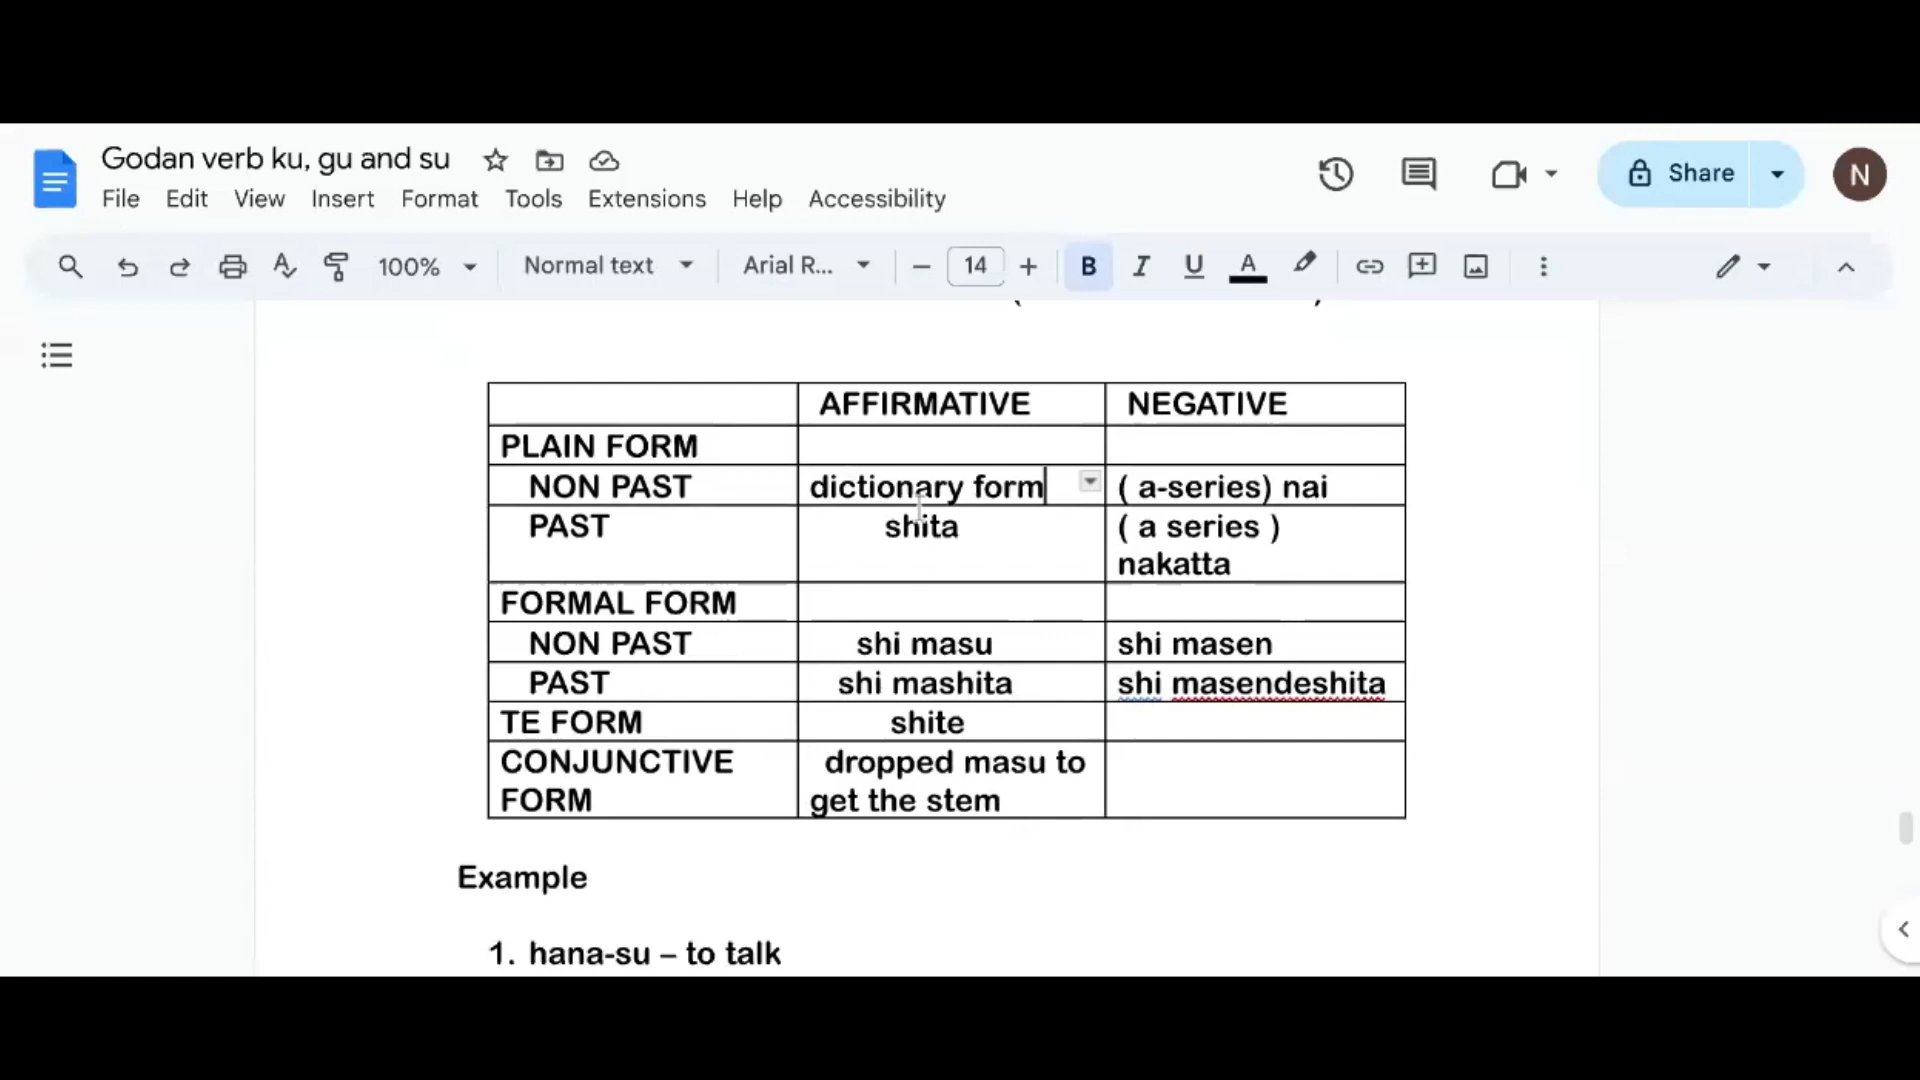 Godan verb ku, gu and su
File Edit View Insert Format Tools Extensions Help Accessibility
Share
N
100% Normal text Arial R... 14 B I U A
AFFIRMATIVE NEGATIVE
PLAIN FORM
NON PAST dictionary form ( a-series) nai
PAST shita ( a series )
nakatta
FORMAL FORM
NON PAST shi masu shi masen
PAST shi mashita shi masendeshita
TE FORM shite
CONJUNCTIVE dropped masu to
FORM get the stem
Example
1. hana-su – to talk